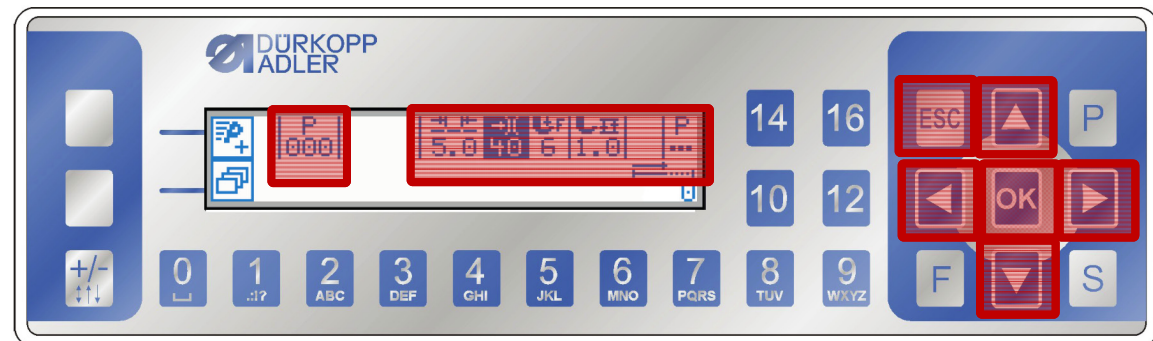 DÜRKOPP
ADLER
P
000
F
5.0 40 6 1.0
P
...
0
14 16
10 12
ESC
P
OK
F
S
+/-
0 1 2 3 4 5 6 7 8 9
.:!? ABC DEF GHI JKL MNO PQRS TUV WXYZ